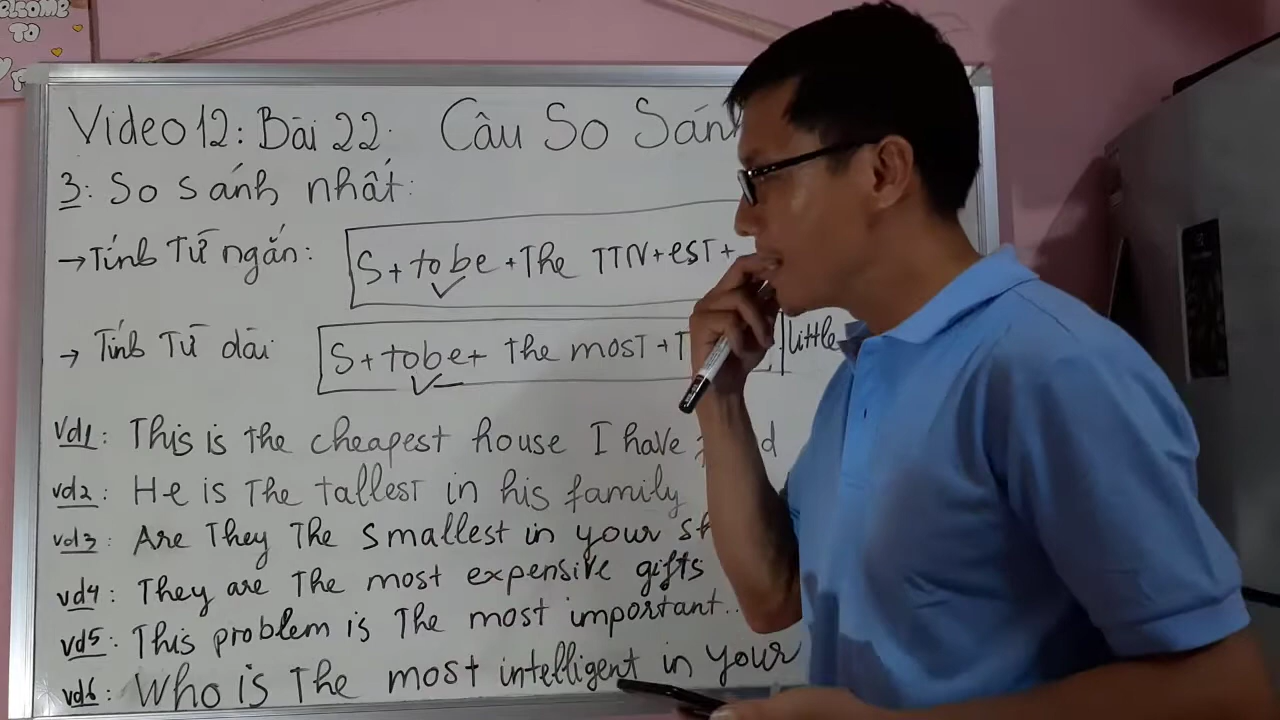 WELCOME
TO
Video 12: Bài 22: Câu So Sánh
3: So sánh nhất:
→ Tính Từ ngắn: S + to be + The TTN + est +
→ Tính Từ dài S + tobe + The most + T little
vd1: This is the cheapest house I have
vd2: He is The tallest in his family
vd3: Are They The smallest in your
vd4: They are The most expensive gifts
vd5: This problem is The most important..
vd6: Who is The most intelligent in your